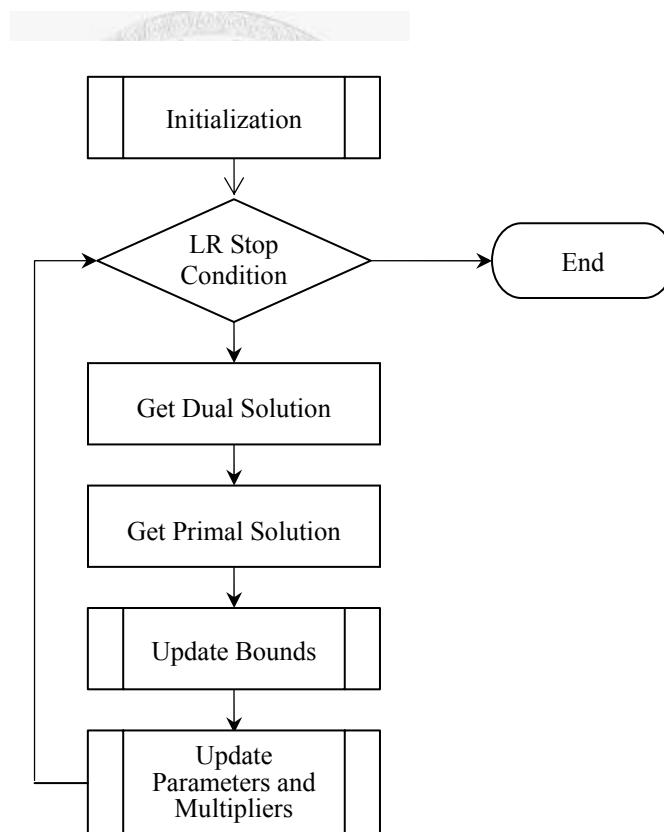 Initialization
LR Stop
Condition
End
Get Dual Solution
Get Primal Solution
Update Bounds
Update
Parameters and
Multipliers